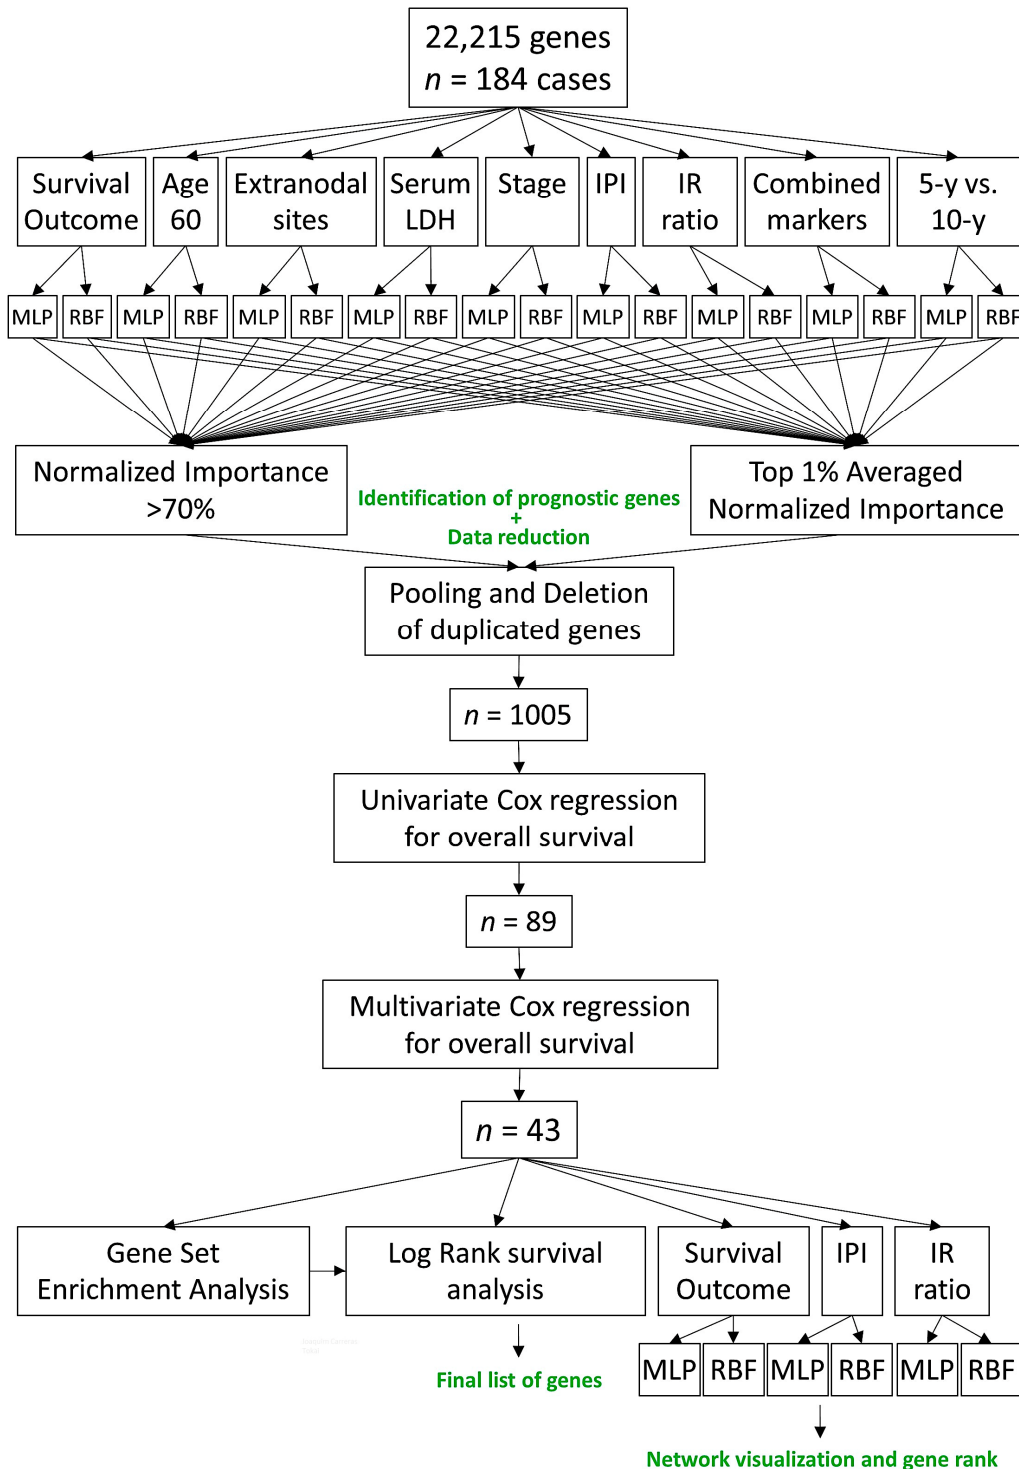 22,215 genes
n = 184 cases
Survival
Outcome
Age
60
Extranodal
sites
Serum
LDH
Stage
IPI
IR
ratio
Combined
markers
5-y vs.
10-y
MLP
RBF
MLP
RBF
MLP
RBF
MLP
RBF
MLP
RBF
MLP
RBF
MLP
RBF
MLP
RBF
MLP
RBF
Normalized Importance
>70%
Identification of prognostic genes
+
Data reduction
Top 1% Averaged
Normalized Importance
Pooling and Deletion
of duplicated genes
n = 1005
Univariate Cox regression
for overall survival
n = 89
Multivariate Cox regression
for overall survival
n = 43
Gene Set
Enrichment Analysis
Log Rank survival
analysis
Survival
Outcome
IPI
IR
ratio
MLP
RBF
MLP
RBF
MLP
RBF
Final list of genes
Network visualization and gene rank